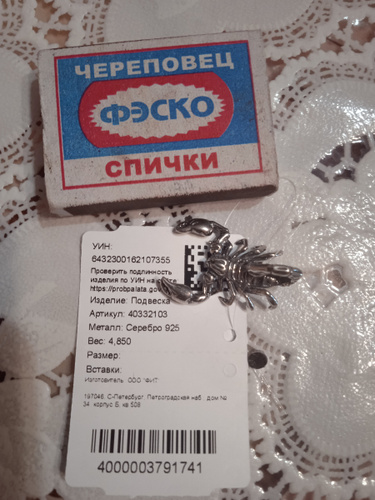 ЧЕРЕПОВЕЦ
ФЭСКО
СПИЧКИ
УИН:
6432300162107355
Проверить подлинность
изделия по УИН на
https://probpalata.gov
Изделие: Подвеска
Артикул: 40332103
Металл: Серебро 925
Вес: 4,850
Размер:
Вставки:
Изготовитель: ООО "ФИТ"
197046, С-Петербург, Петроградская наб., дом №
34, корпус Б, кв 508
4000003791741